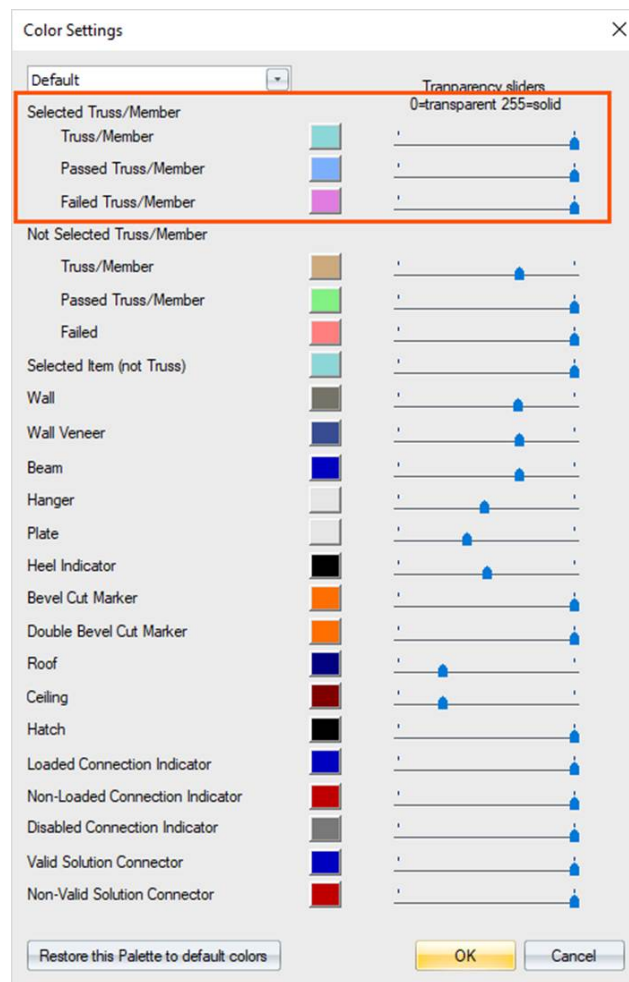 Color Settings
Default
Tranparency sliders
0=transparent 255=solid
Selected Truss/Member
Truss/Member
Passed Truss/Member
Failed Truss/Member
Not Selected Truss/Member
Truss/Member
Passed Truss/Member
Failed
Selected Item (not Truss)
Wall
Wall Veneer
Beam
Hanger
Plate
Heel Indicator
Bevel Cut Marker
Double Bevel Cut Marker
Roof
Ceiling
Hatch
Loaded Connection Indicator
Non-Loaded Connection Indicator
Disabled Connection Indicator
Valid Solution Connector
Non-Valid Solution Connector
Restore this Palette to default colors
OK
Cancel